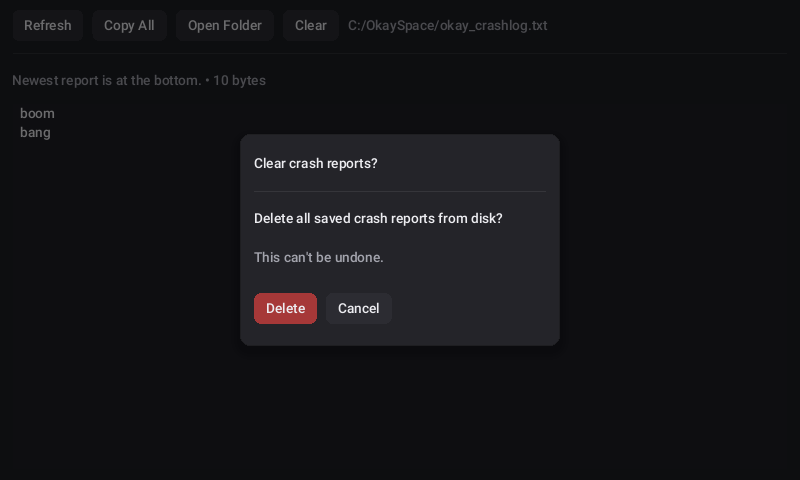 Refresh Copy All Open Folder Clear C:/OkaySpace/okay_crashlog.txt
Newest report is at the bottom. • 10 bytes
boom
bang
Clear crash reports?
Delete all saved crash reports from disk?
This can't be undone.
Delete Cancel